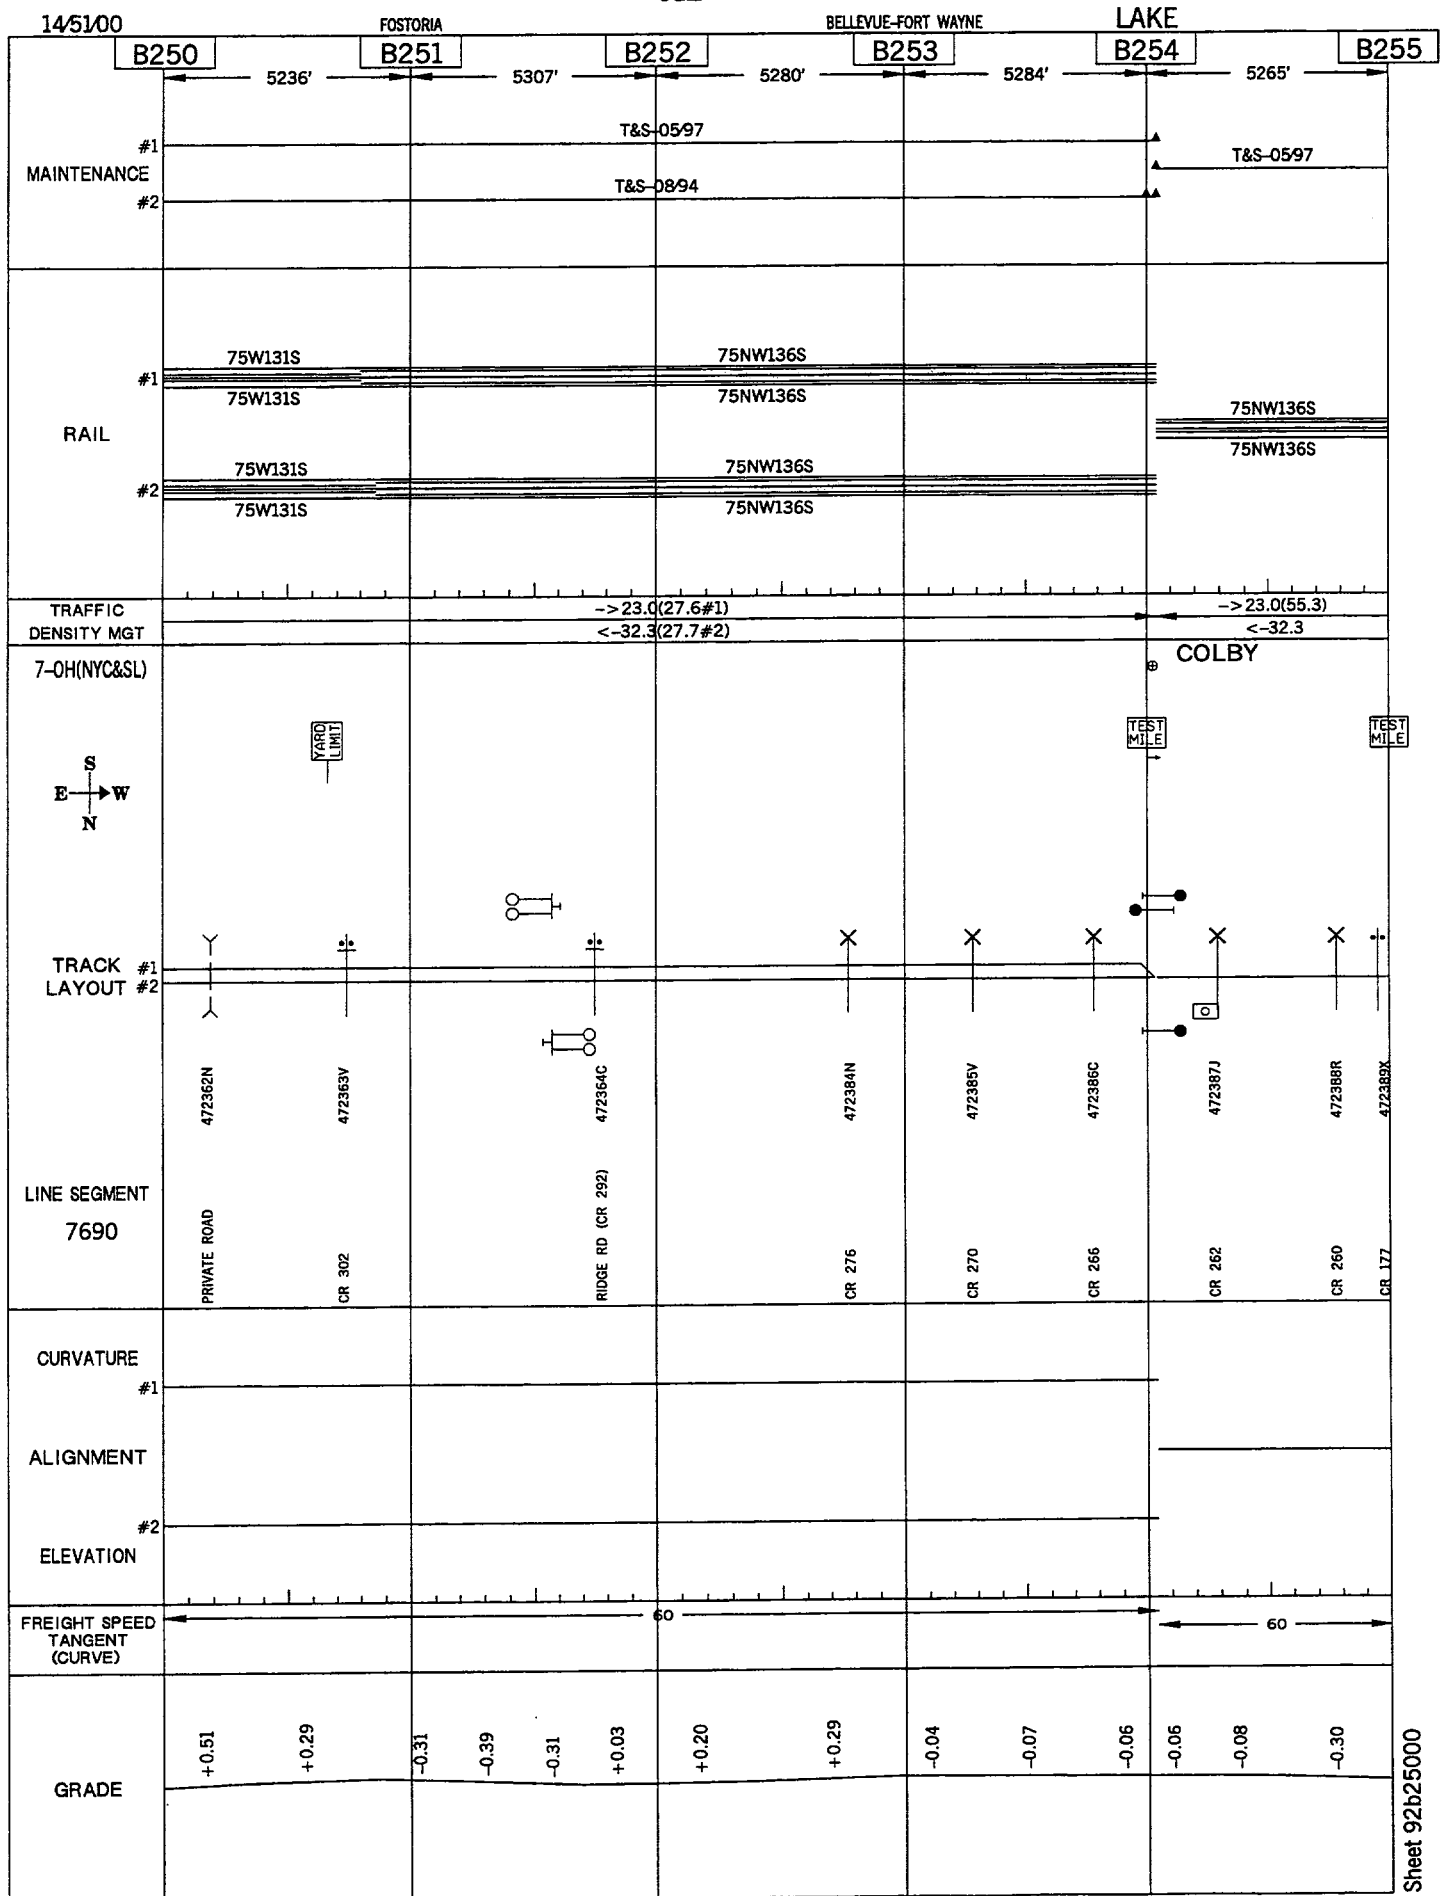 14/51/00 FOSTORIA BELLEVUE-FORT WAYNE LAKE
B250 B251 B252 B253 B254 B255
5236' 5307' 5280' 5284' 5265'
MAINTENANCE
#1 T&S-05/97
T&S-05/97
#2 T&S-08/94
RAIL
75W131S 75NW136S
#1
75W131S 75NW136S
75NW136S
75NW136S
75W131S 75NW136S
#2
75W131S 75NW136S
TRAFFIC
DENSITY MGT
->23.0(27.6#1) ->23.0(55.3)
<-32.3(27.7#2) <-32.3
7-OH(NYC&SL)
COLBY
YARD
LIMIT
TEST
MILE
TEST
MILE
S
E W
N
TRACK #1
LAYOUT #2
472362N
472363V
472364C
472384N
472385V
472386C
472387J
472388R
472389X
LINE SEGMENT
7690
PRIVATE ROAD
CR 302
RIDGE RD (CR 292)
CR 276
CR 270
CR 266
CR 262
CR 260
CR 177
CURVATURE
#1
ALIGNMENT
#2
ELEVATION
FREIGHT SPEED
TANGENT
(CURVE)
60 60
GRADE
+0.51
+0.29
-0.31
-0.39
-0.31
+0.03
+0.20
+0.29
-0.04
-0.07
-0.06
-0.06
-0.08
-0.30
Sheet 92b25000